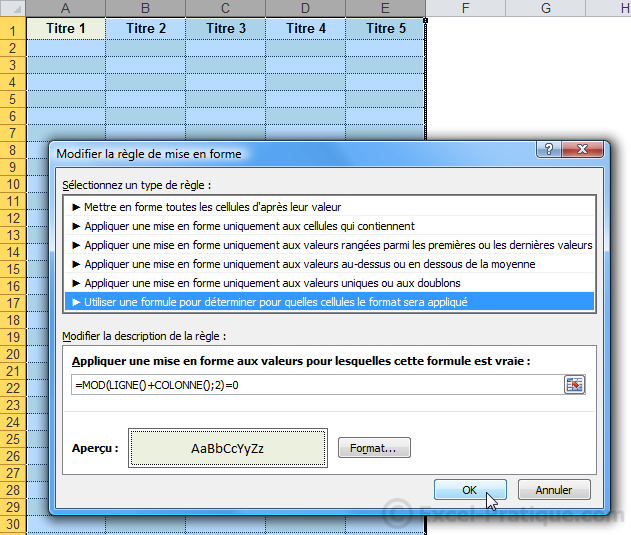 A B C D E F G H
1 Titre 1 Titre 2 Titre 3 Titre 4 Titre 5
2
3
4
5
6
7
8
Modifier la règle de mise en forme
9
10
Sélectionnez un type de règle :
11
► Mettre en forme toutes les cellules d'après leur valeur
12
► Appliquer une mise en forme uniquement aux cellules qui contiennent
13
14
► Appliquer une mise en forme uniquement aux valeurs rangées parmi les premières ou les dernières valeurs
15
► Appliquer une mise en forme uniquement aux valeurs au-dessus ou en dessous de la moyenne
16
► Appliquer une mise en forme uniquement aux valeurs uniques ou aux doublons
17
► Utiliser une formule pour déterminer pour quelles cellules le format sera appliqué
18
19
Modifier la description de la règle :
20
21
Appliquer une mise en forme aux valeurs pour lesquelles cette formule est vraie :
22
=MOD(LIGNE()+COLONNE();2)=0
23
24
25
26
Aperçu : AaBbCcYyZz Format...
27
28
OK Annuler
29
© Excel-Pratique.com
30